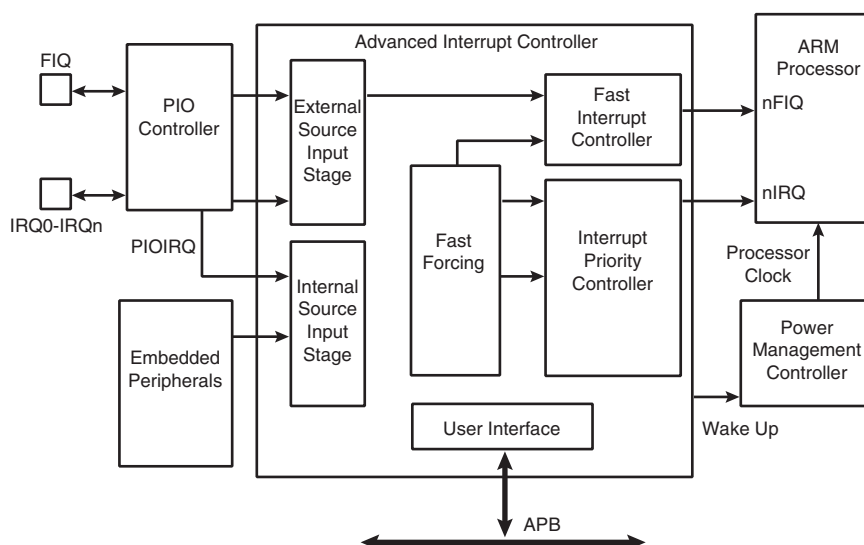 Advanced Interrupt Controller
FIQ
PIO
Controller
IRQ0-IRQn
PIOIRQ
Embedded
Peripherals
External
Source
Input
Stage
Internal
Source
Input
Stage
Fast
Forcing
Fast
Interrupt
Controller
Interrupt
Priority
Controller
User Interface
APB
ARM
Processor
nFIQ
nIRQ
Processor
Clock
Power
Management
Controller
Wake Up